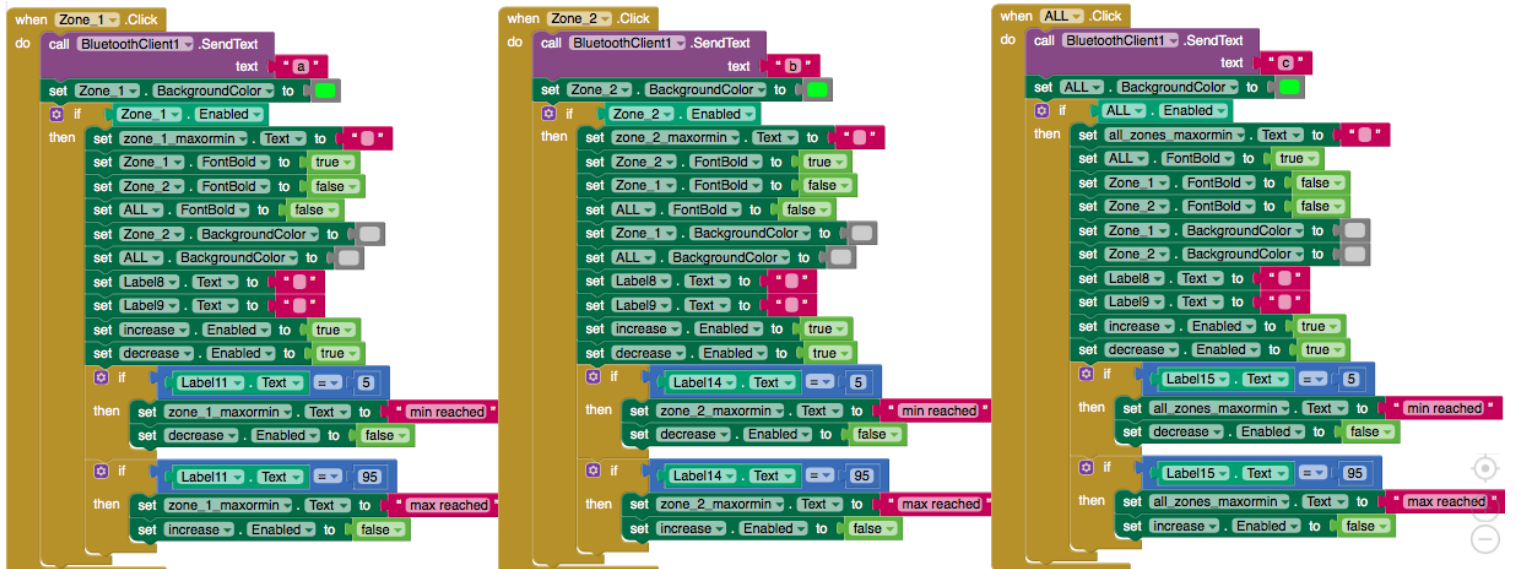 when Zone_1 .Click
do call BluetoothClient1 .SendText
text " a "
set Zone_1 . BackgroundColor to
if Zone_1 . Enabled
then set zone_1_maxormin . Text to " "
set Zone_1 . FontBold to true
set Zone_2 . FontBold to false
set ALL . FontBold to false
set Zone_2 . BackgroundColor to
set ALL . BackgroundColor to
set Label8 . Text to " "
set Label9 . Text to " "
set increase . Enabled to true
set decrease . Enabled to true
if Label11 . Text = 5
then set zone_1_maxormin . Text to " min reached "
set decrease . Enabled to false
if Label11 . Text = 95
then set zone_1_maxormin . Text to " max reached "
set increase . Enabled to false
when Zone_2 .Click
do call BluetoothClient1 .SendText
text " b "
set Zone_2 . BackgroundColor to
if Zone_2 . Enabled
then set zone_2_maxormin . Text to " "
set Zone_2 . FontBold to true
set Zone_1 . FontBold to false
set ALL . FontBold to false
set Zone_1 . BackgroundColor to
set ALL . BackgroundColor to
set Label8 . Text to " "
set Label9 . Text to " "
set increase . Enabled to true
set decrease . Enabled to true
if Label14 . Text = 5
then set zone_2_maxormin . Text to " min reached "
set decrease . Enabled to false
if Label14 . Text = 95
then set zone_2_maxormin . Text to " max reached "
set increase . Enabled to false
when ALL .Click
do call BluetoothClient1 .SendText
text " c "
set ALL . BackgroundColor to
if ALL . Enabled
then set all_zones_maxormin . Text to " "
set ALL . FontBold to true
set Zone_1 . FontBold to false
set Zone_2 . FontBold to false
set Zone_1 . BackgroundColor to
set Zone_2 . BackgroundColor to
set Label8 . Text to " "
set Label9 . Text to " "
set increase . Enabled to true
set decrease . Enabled to true
if Label15 . Text = 5
then set all_zones_maxormin . Text to " min reached "
set decrease . Enabled to false
if Label15 . Text = 95
then set all_zones_maxormin . Text to " max reached "
set increase . Enabled to false